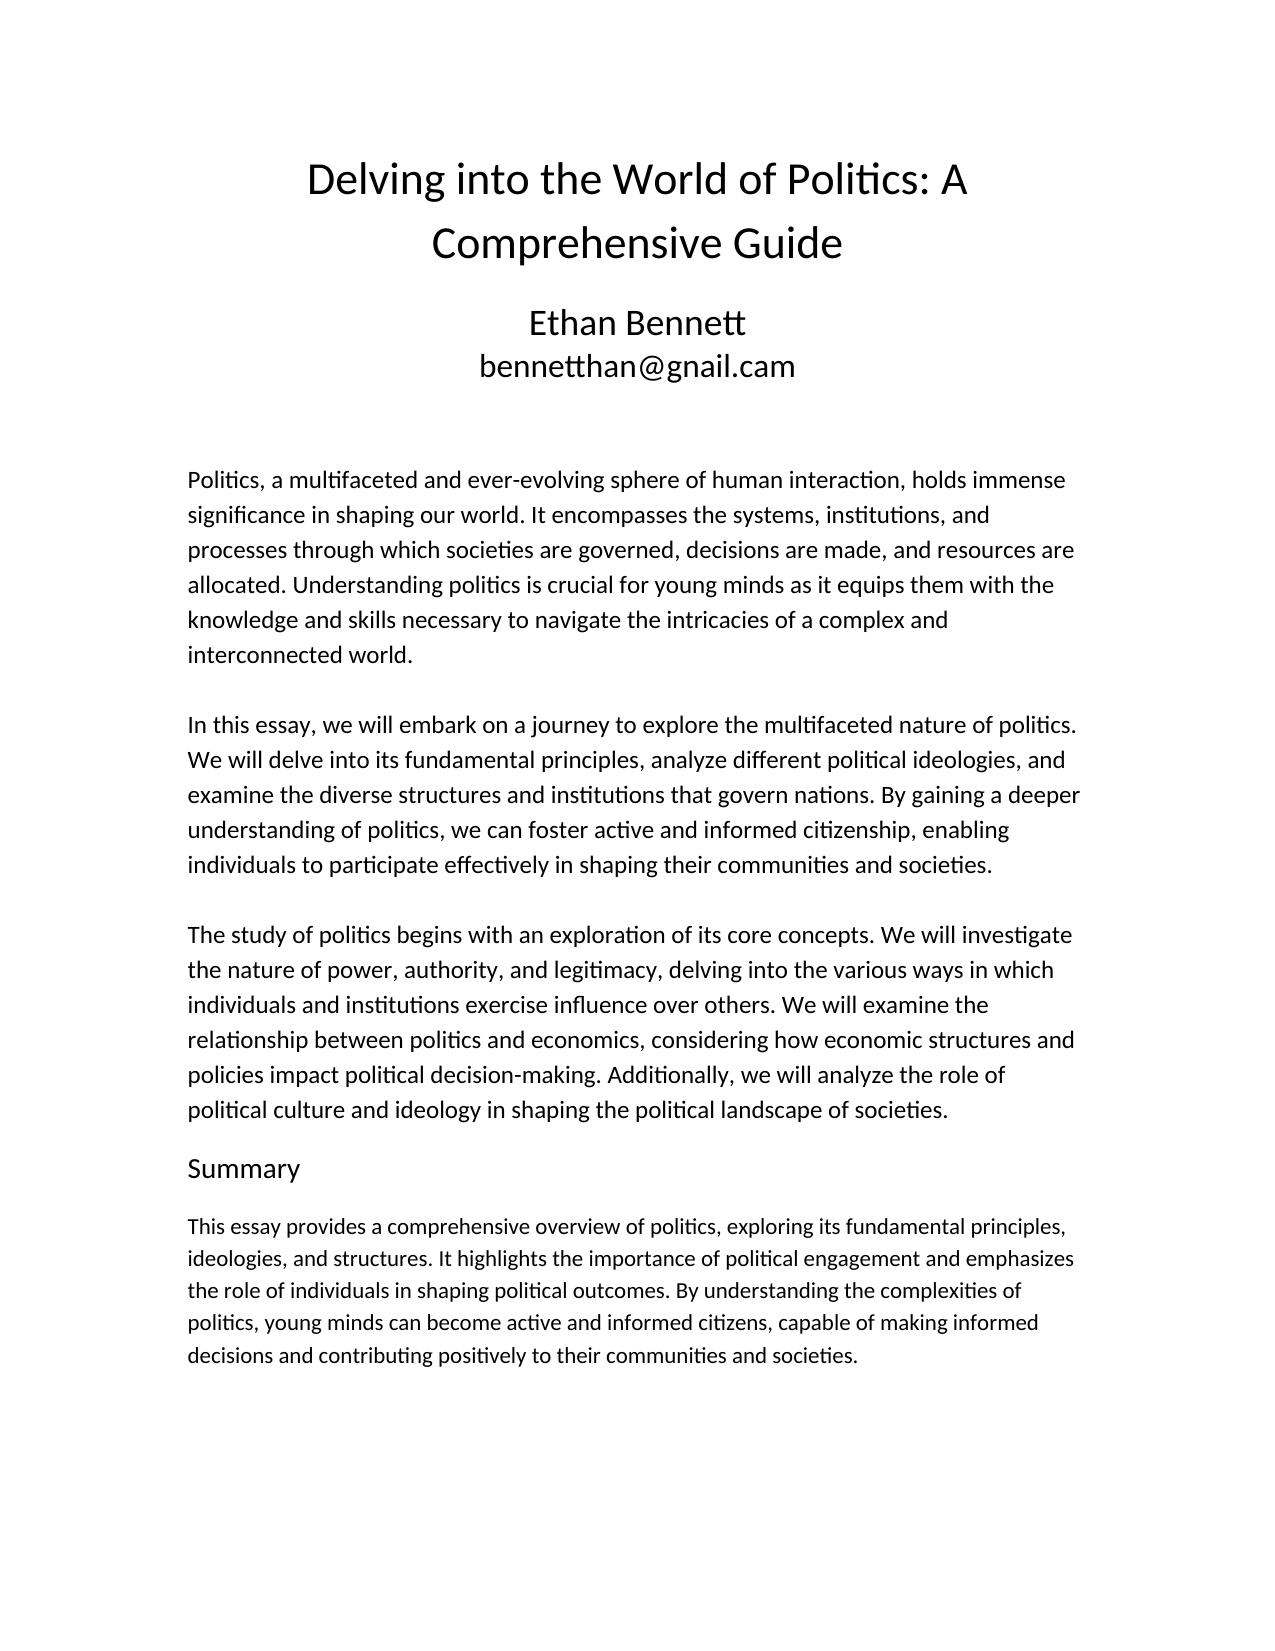 Delving into the World of Politics: A
Comprehensive Guide
Ethan Bennett
bennetthan@gnail.cam
Politics, a multifaceted and ever-evolving sphere of human interaction, holds immense
significance in shaping our world. It encompasses the systems, institutions, and
processes through which societies are governed, decisions are made, and resources are
allocated. Understanding politics is crucial for young minds as it equips them with the
knowledge and skills necessary to navigate the intricacies of a complex and
interconnected world.
In this essay, we will embark on a journey to explore the multifaceted nature of politics.
We will delve into its fundamental principles, analyze different political ideologies, and
examine the diverse structures and institutions that govern nations. By gaining a deeper
understanding of politics, we can foster active and informed citizenship, enabling
individuals to participate effectively in shaping their communities and societies.
The study of politics begins with an exploration of its core concepts. We will investigate
the nature of power, authority, and legitimacy, delving into the various ways in which
individuals and institutions exercise influence over others. We will examine the
relationship between politics and economics, considering how economic structures and
policies impact political decision-making. Additionally, we will analyze the role of
political culture and ideology in shaping the political landscape of societies.
Summary
This essay provides a comprehensive overview of politics, exploring its fundamental principles,
ideologies, and structures. It highlights the importance of political engagement and emphasizes
the role of individuals in shaping political outcomes. By understanding the complexities of
politics, young minds can become active and informed citizens, capable of making informed
decisions and contributing positively to their communities and societies.